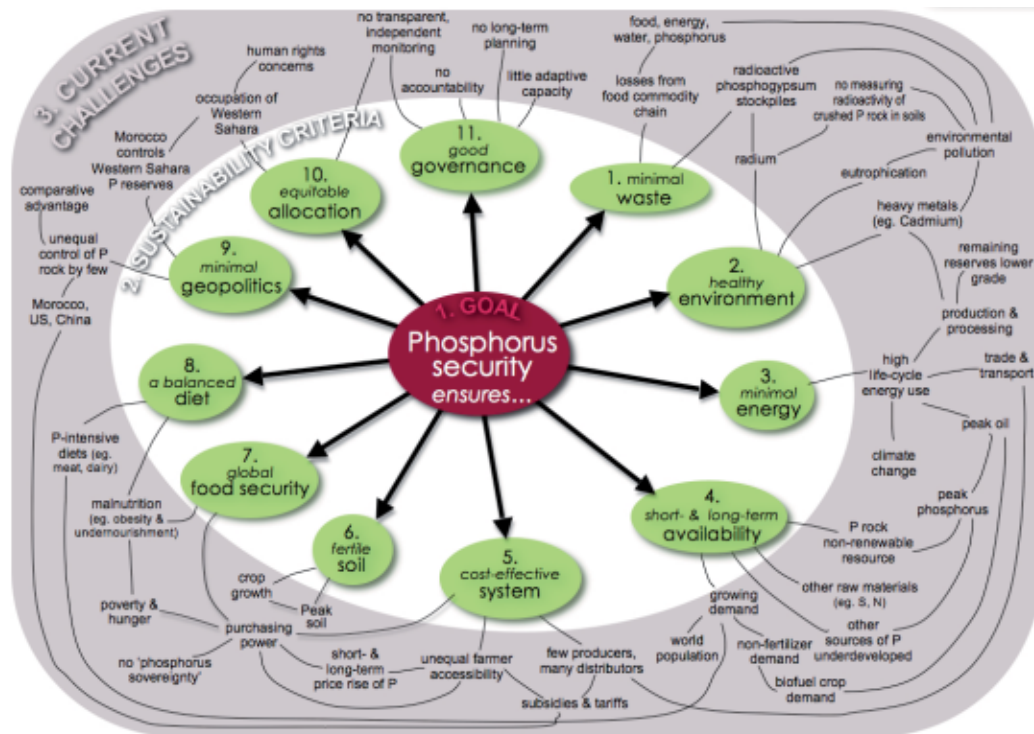 3. CURRENT
CHALLENGES
2. SUSTAINABILITY CRITERIA
1. GOAL
Phosphorus
security
ensures...
1. minimal
waste
2.
healthy
environment
3.
minimal
energy
4.
short- & long-term
availability
5.
cost-effective
system
6.
fertile
soil
7.
global
food security
8.
a balanced
diet
9.
minimal
geopolitics
10.
equitable
allocation
11.
good
governance
no transparent,
independent
monitoring
no long-term
planning
no
accountability
little adaptive
capacity
human rights
concerns
occupation of
Western
Sahara
Morocco
controls
Western Sahara
P reserves
comparative
advantage
unequal
control of P
rock by few
Morocco,
US, China
food, energy,
water, phosphorus
losses from
food commodity
chain
radioactive
phosphogypsum
stockpiles
no measuring
radioactivity of
crushed P rock in soils
radium
environmental
pollution
eutrophication
heavy metals
(eg. Cadmium)
remaining
reserves lower
grade
production &
processing
high
life-cycle
energy use
trade &
transport
peak oil
climate
change
peak
phosphorus
P rock
non-renewable
resource
other raw materials
(eg. S, N)
other
sources of P
underdeveloped
growing
demand
world
population
non-fertilizer
demand
biofuel crop
demand
few producers,
many distributors
subsidies & tariffs
unequal farmer
accessibility
short- &
long-term
price rise of P
purchasing
power
no 'phosphorus
sovereignty'
poverty &
hunger
crop
growth
Peak
soil
malnutrition
(eg. obesity &
undernourishment)
P-intensive
diets (eg.
meat, dairy)